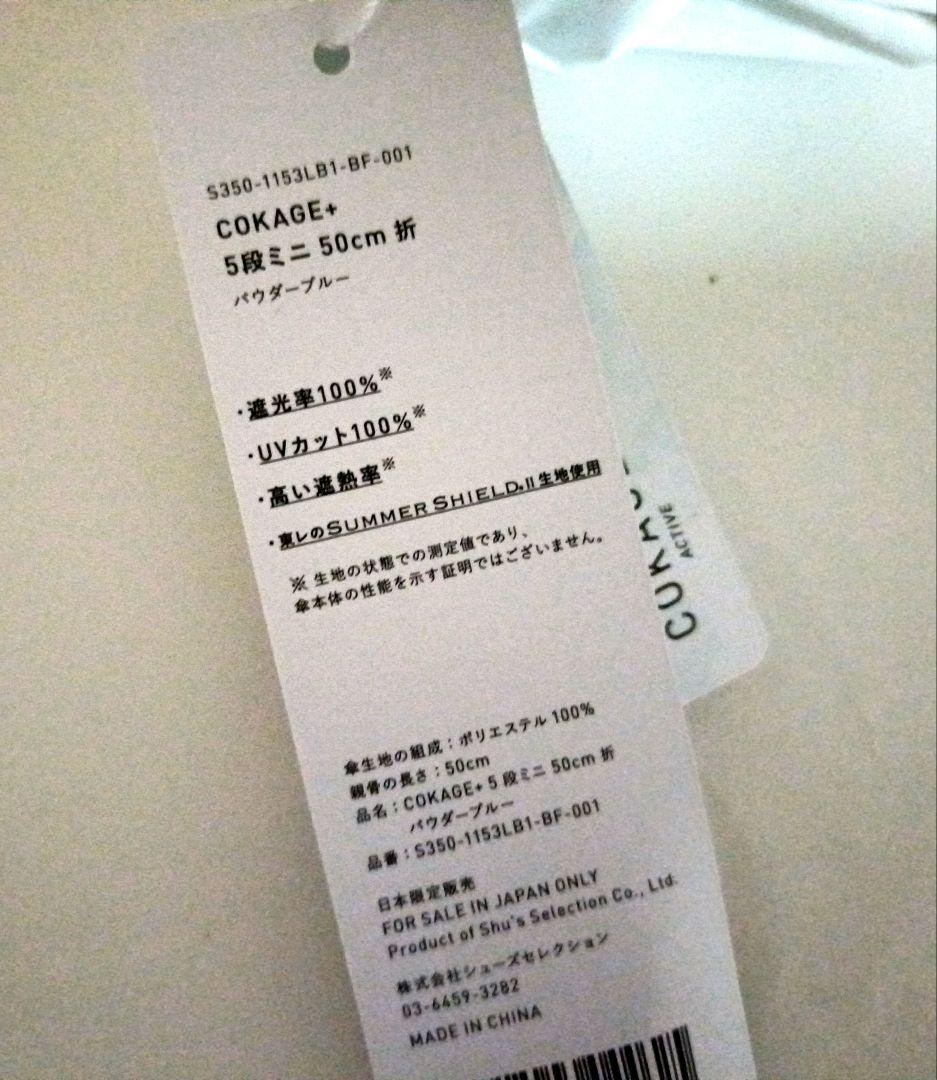 S350-1153LB1-BF-001
COKAGE+
5段ミニ 50cm 折
パウダーブルー
・遮光率100%※
・UVカット100%※
・高い遮熱率※
・東レのSUMMER SHIELD®II生地使用
※ 生地の状態での測定値であり、
傘本体の性能を示す証明ではございません。
傘生地の組成：ポリエステル 100%
親骨の長さ：50cm
品名：COKAGE+ 5 段ミニ 50cm 折
パウダーブルー
品番：S350-1153LB1-BF-001
日本限定販売
FOR SALE IN JAPAN ONLY
Product of Shu's Selection Co., Ltd.
株式会社シューズセレクション
03-6459-3282
MADE IN CHINA
ACTIVE